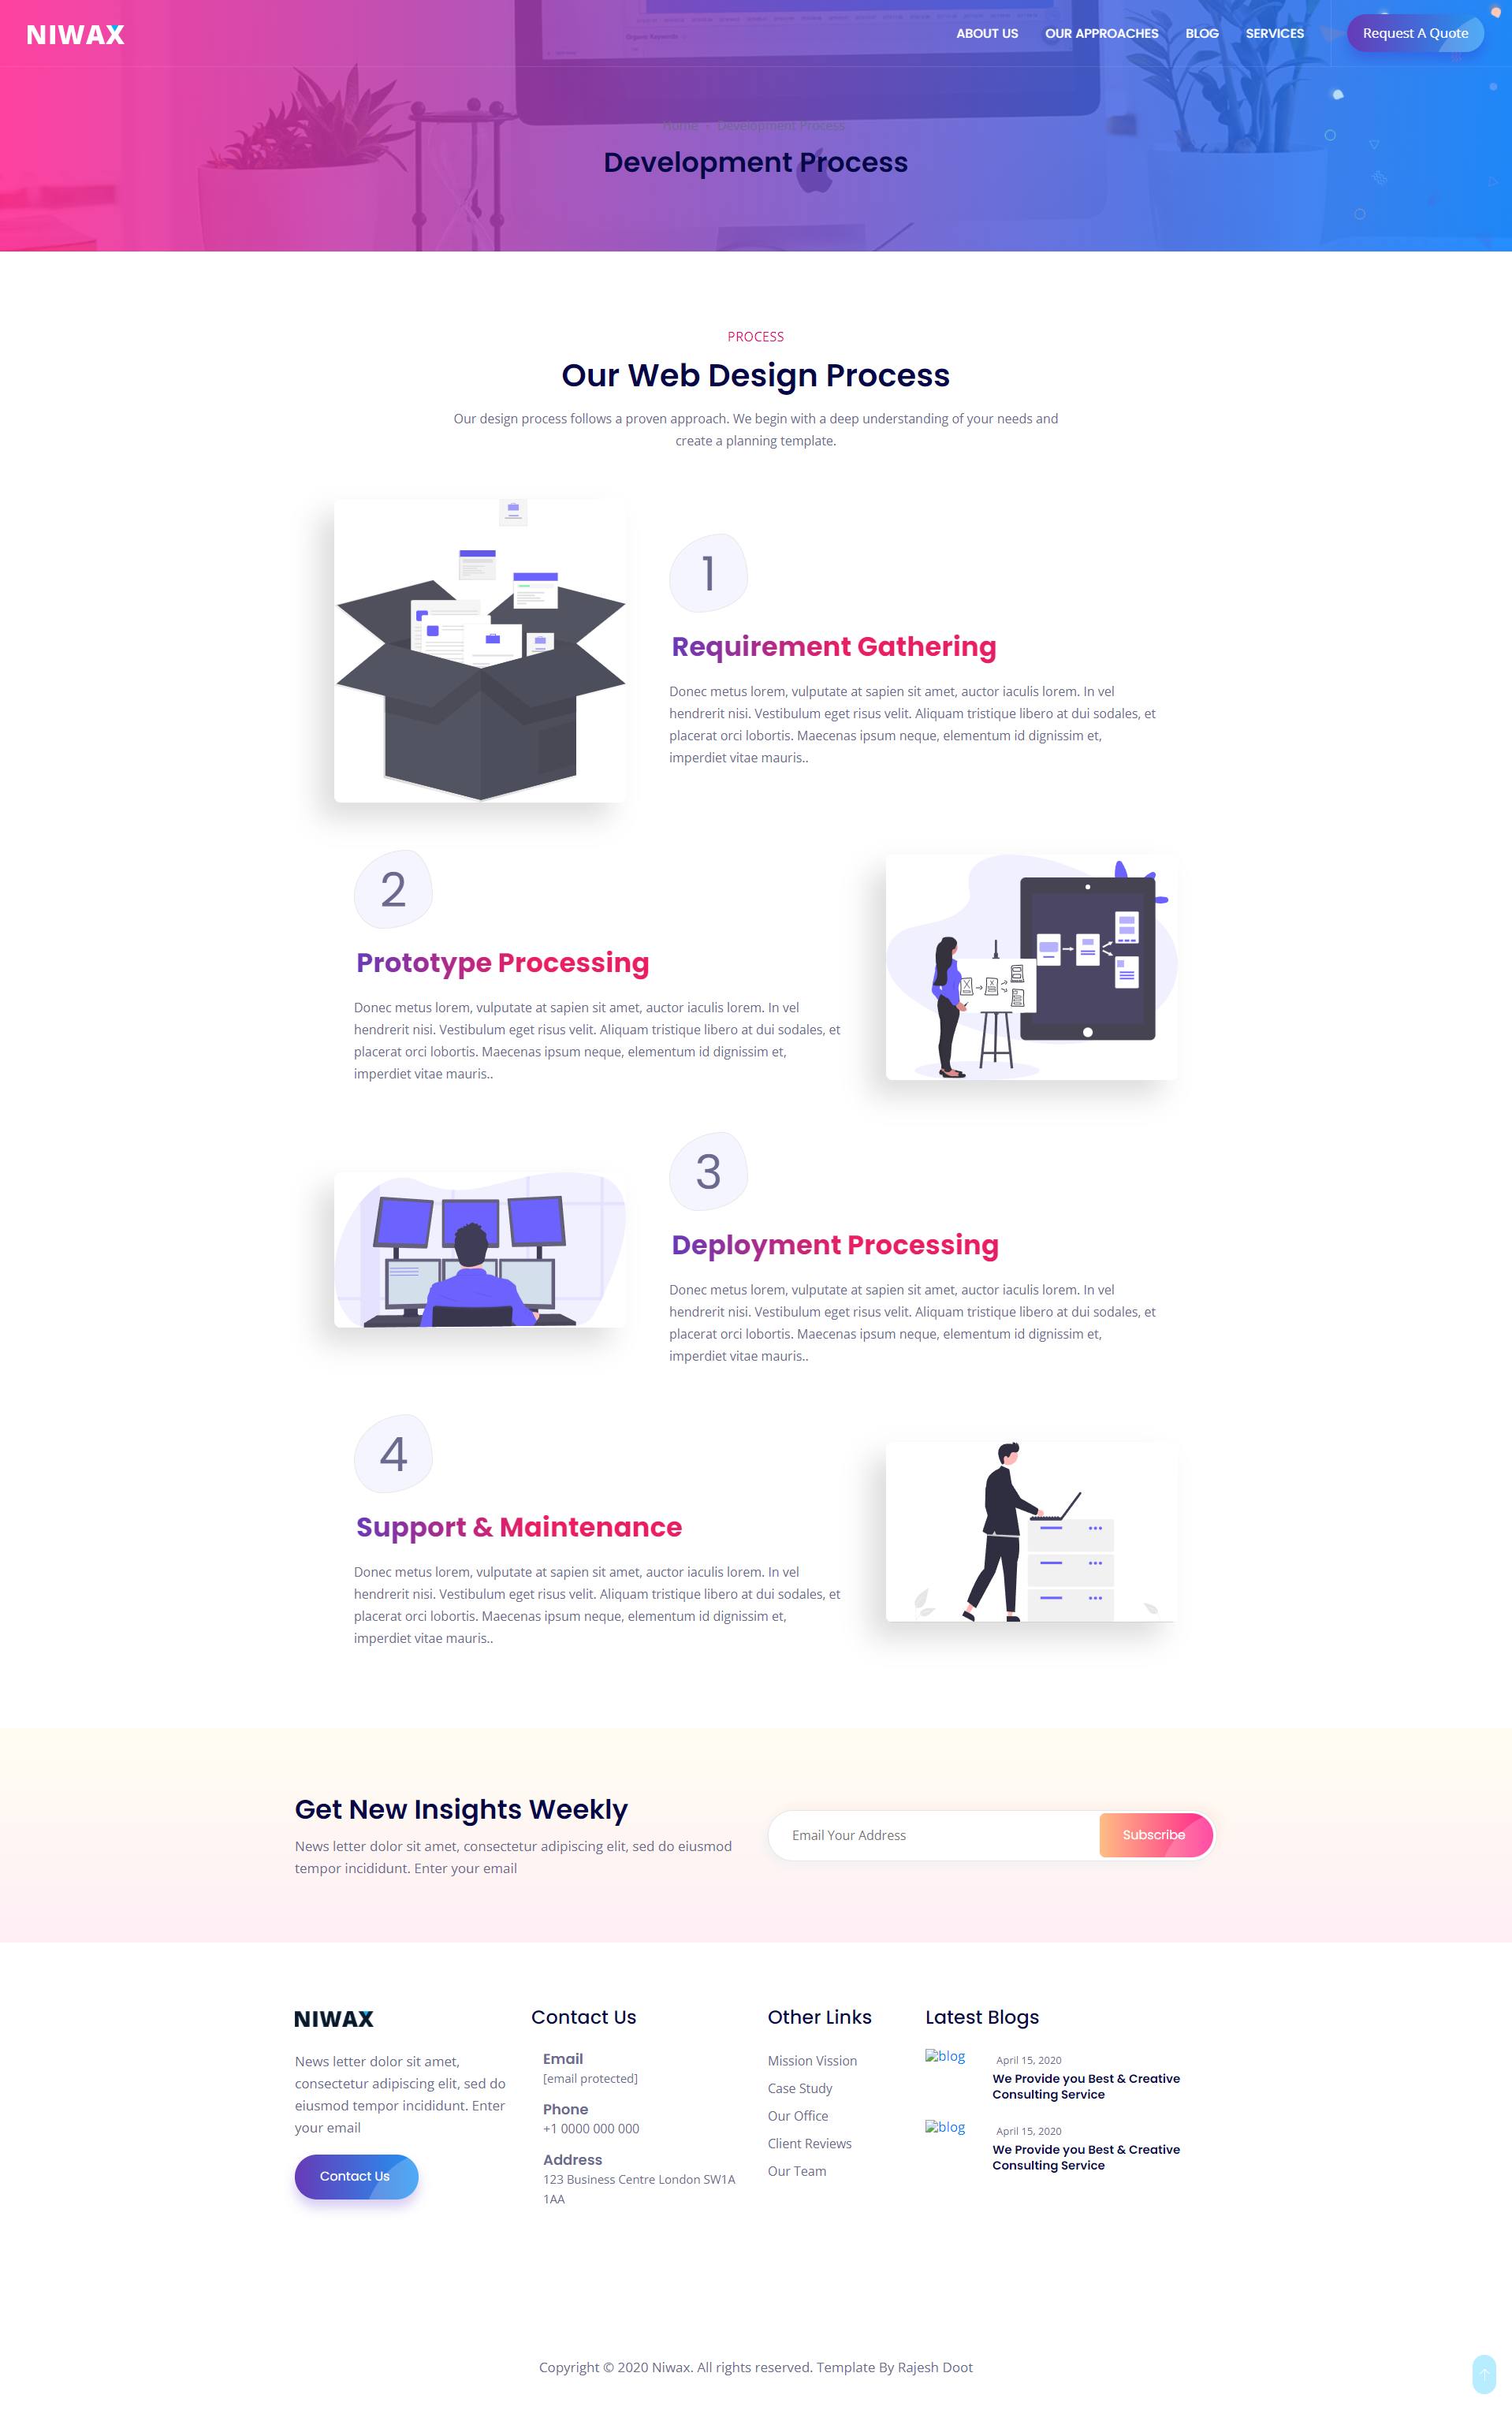 NIWAX
ABOUT US
OUR APPROACHES
BLOG
SERVICES
Request A Quote
Home
Development Process
Development Process
PROCESS
Our Web Design Process
Our design process follows a proven approach. We begin with a deep understanding of your needs and
create a planning template.
1
Requirement Gathering
Donec metus lorem, vulputate at sapien sit amet, auctor iaculis lorem. In vel
hendrerit nisi. Vestibulum eget risus velit. Aliquam tristique libero at dui sodales, et
placerat orci lobortis. Maecenas ipsum neque, elementum id dignissim et,
imperdiet vitae mauris..
2
Prototype Processing
Donec metus lorem, vulputate at sapien sit amet, auctor iaculis lorem. In vel
hendrerit nisi. Vestibulum eget risus velit. Aliquam tristique libero at dui sodales, et
placerat orci lobortis. Maecenas ipsum neque, elementum id dignissim et,
imperdiet vitae mauris..
3
Deployment Processing
Donec metus lorem, vulputate at sapien sit amet, auctor iaculis lorem. In vel
hendrerit nisi. Vestibulum eget risus velit. Aliquam tristique libero at dui sodales, et
placerat orci lobortis. Maecenas ipsum neque, elementum id dignissim et,
imperdiet vitae mauris..
4
Support & Maintenance
Donec metus lorem, vulputate at sapien sit amet, auctor iaculis lorem. In vel
hendrerit nisi. Vestibulum eget risus velit. Aliquam tristique libero at dui sodales, et
placerat orci lobortis. Maecenas ipsum neque, elementum id dignissim et,
imperdiet vitae mauris..
Get New Insights Weekly
News letter dolor sit amet, consectetur adipiscing elit, sed do eiusmod
tempor incididunt. Enter your email
Email Your Address
Subscribe
NIWAX
News letter dolor sit amet,
consectetur adipiscing elit, sed do
eiusmod tempor incididunt. Enter
your email
Contact Us
Contact Us
Email
[email protected]
Phone
+1 0000 000 000
Address
123 Business Centre London SW1A
1AA
Other Links
Mission Vission
Case Study
Our Office
Client Reviews
Our Team
Latest Blogs
blog
April 15, 2020
We Provide you Best & Creative
Consulting Service
blog
April 15, 2020
We Provide you Best & Creative
Consulting Service
Copyright © 2020 Niwax. All rights reserved. Template By Rajesh Doot